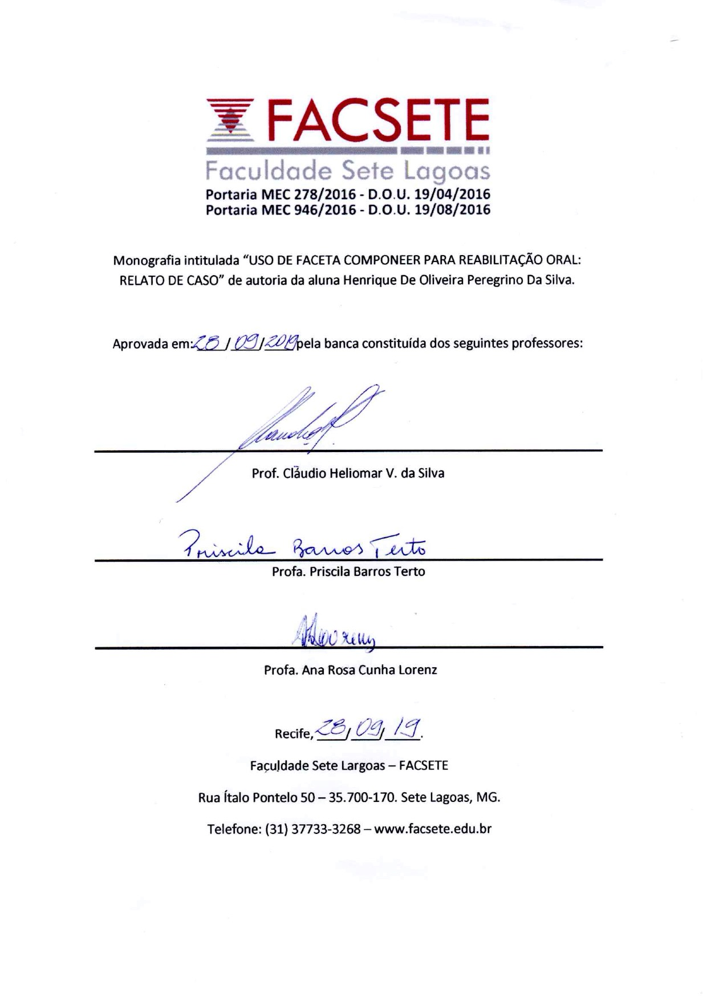 FACSETE
Faculdade Sete Lagoas
Portaria MEC 278/2016 - D.O.U. 19/04/2016
Portaria MEC 946/2016 - D.O.U. 19/08/2016
Monografia intitulada “USO DE FACETA COMPONEER PARA REABILITAÇÃO ORAL:
RELATO DE CASO” de autoria da aluna Henrique De Oliveira Peregrino Da Silva.
Aprovada em:28/09/2019pela banca constituída dos seguintes professores:
Prof. Cláudio Heliomar V. da Silva
Priscila Barros Terto
Profa. Priscila Barros Terto
Profa. Ana Rosa Cunha Lorenz
Recife, 28/09/19.
Faculdade Sete Largoas – FACSETE
Rua Ítalo Pontelo 50 – 35.700-170. Sete Lagoas, MG.
Telefone: (31) 37733-3268 – www.facsete.edu.br